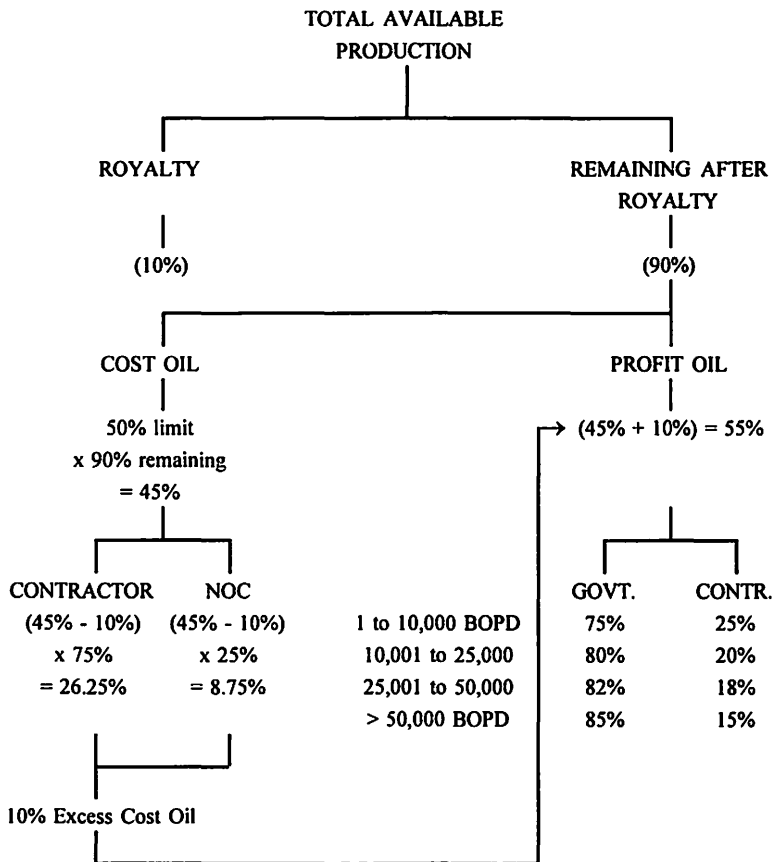 TOTAL AVAILABLE
PRODUCTION
ROYALTY
REMAINING AFTER
ROYALTY
(10%)
(90%)
COST OIL
PROFIT OIL
50% limit
x 90% remaining
= 45%
(45% + 10%) = 55%
CONTRACTOR NOC GOVT. CONTR.
(45% - 10%) (45% - 10%) 1 to 10,000 BOPD 75% 25%
x 75% x 25% 10,001 to 25,000 80% 20%
= 26.25% = 8.75% 25,001 to 50,000 82% 18%
> 50,000 BOPD 85% 15%
10% Excess Cost Oil